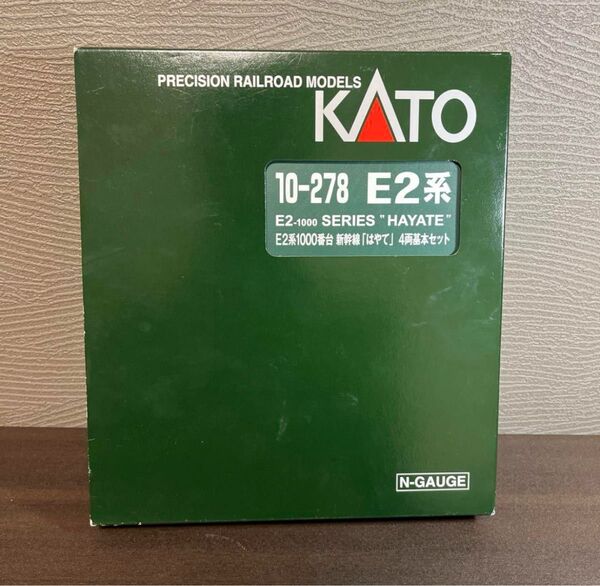 PRECISION RAILROAD MODELS
KATO
10-278 E2系
E2-1000 SERIES "HAYATE"
E2系1000番台 新幹線「はやて」 4両基本セット
N-GAUGE